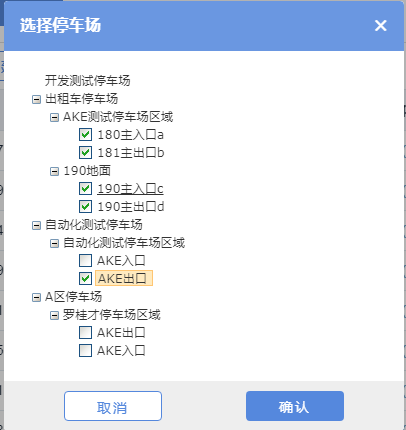 选择停车场
开发测试停车场
出租车停车场
AKE测试停车场区域
180主入口a
181主出口b
190地面
190主入口c
190主出口d
自动化测试停车场
自动化测试停车场区域
AKE入口
AKE出口
A区停车场
罗桂才停车场区域
AKE出口
AKE入口
取消
确认